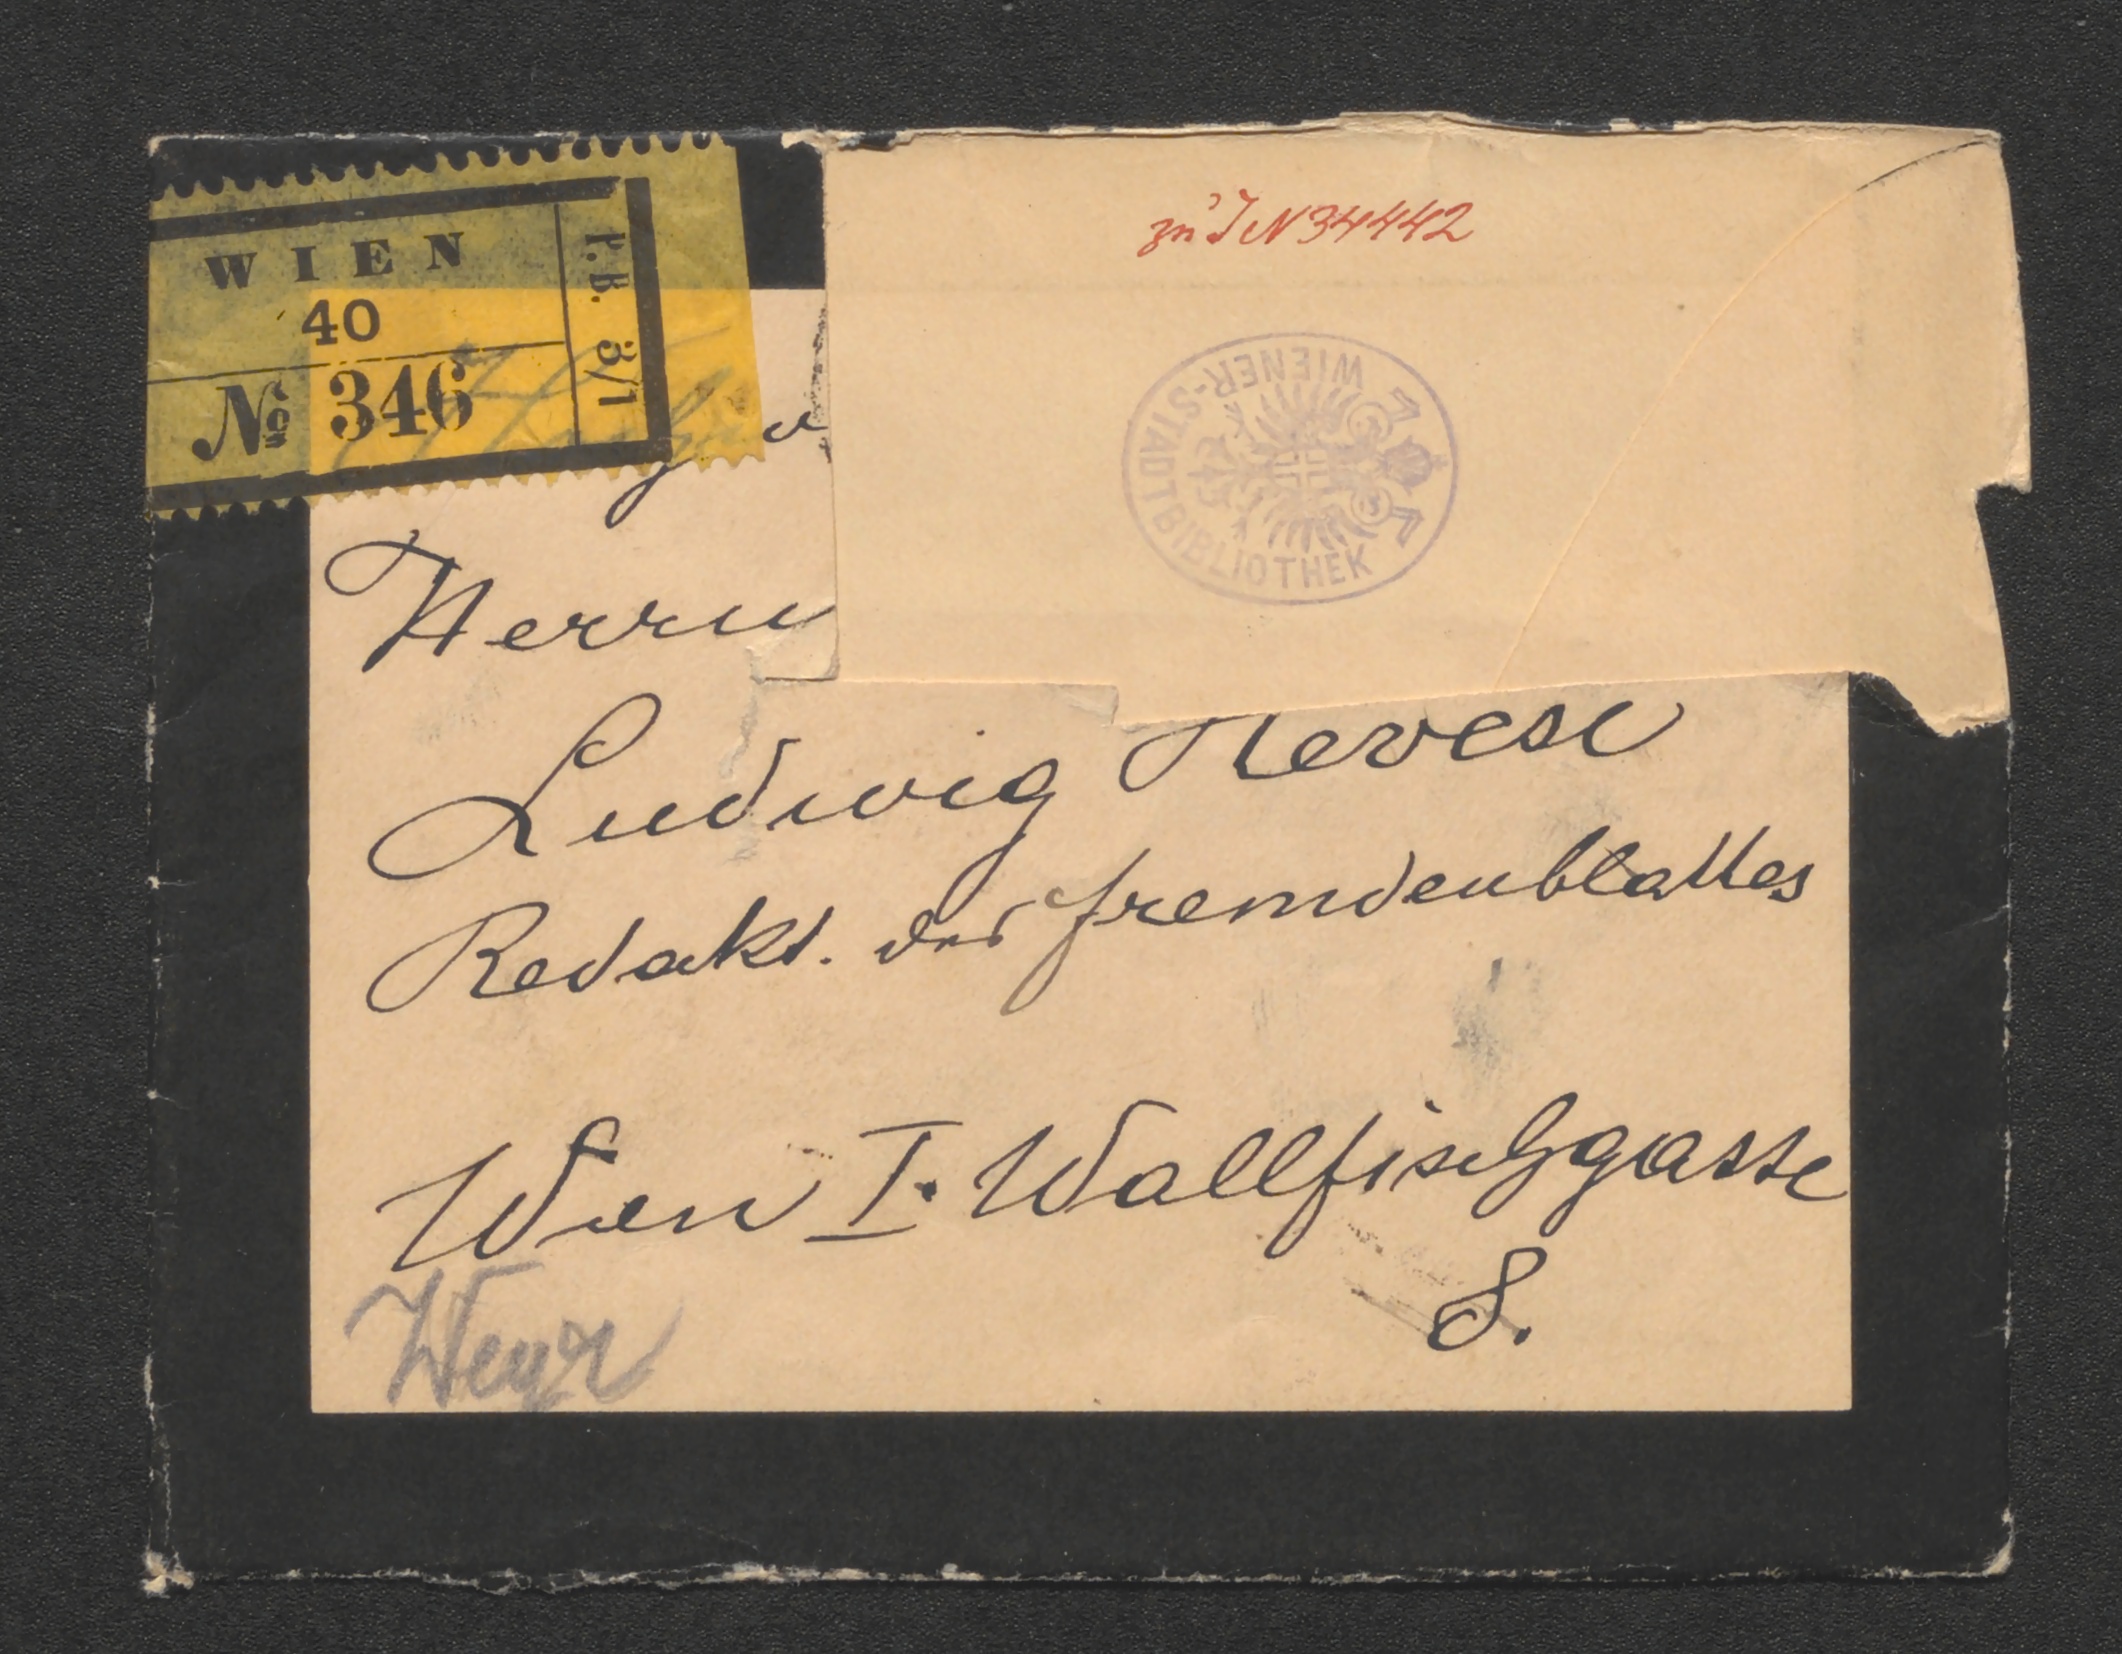 WIEN
40
№ 346
P. B. 3/1
zu IN 34442
WIENER-STADTBIBLIOTHEK
Herrn
Ludwig Hevesi
Redakt. des Fremdenblattes
Wien I. Wallfischgasse
8.
Weyr